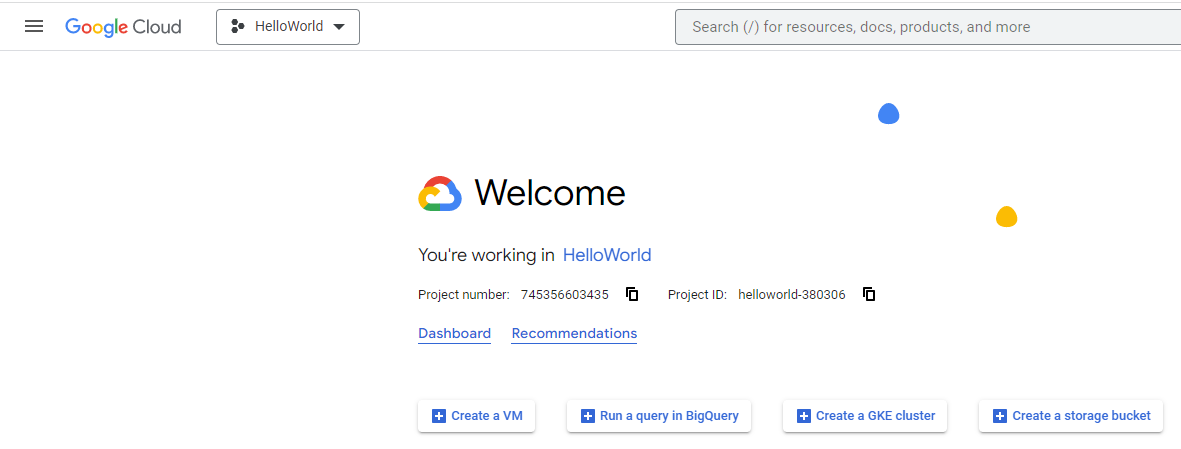 Google Cloud HelloWorld Search (/) for resources, docs, products, and more
Welcome
You're working in HelloWorld
Project number: 745356603435 Project ID: helloworld-380306
Dashboard Recommendations
Create a VM Run a query in BigQuery Create a GKE cluster Create a storage bucket